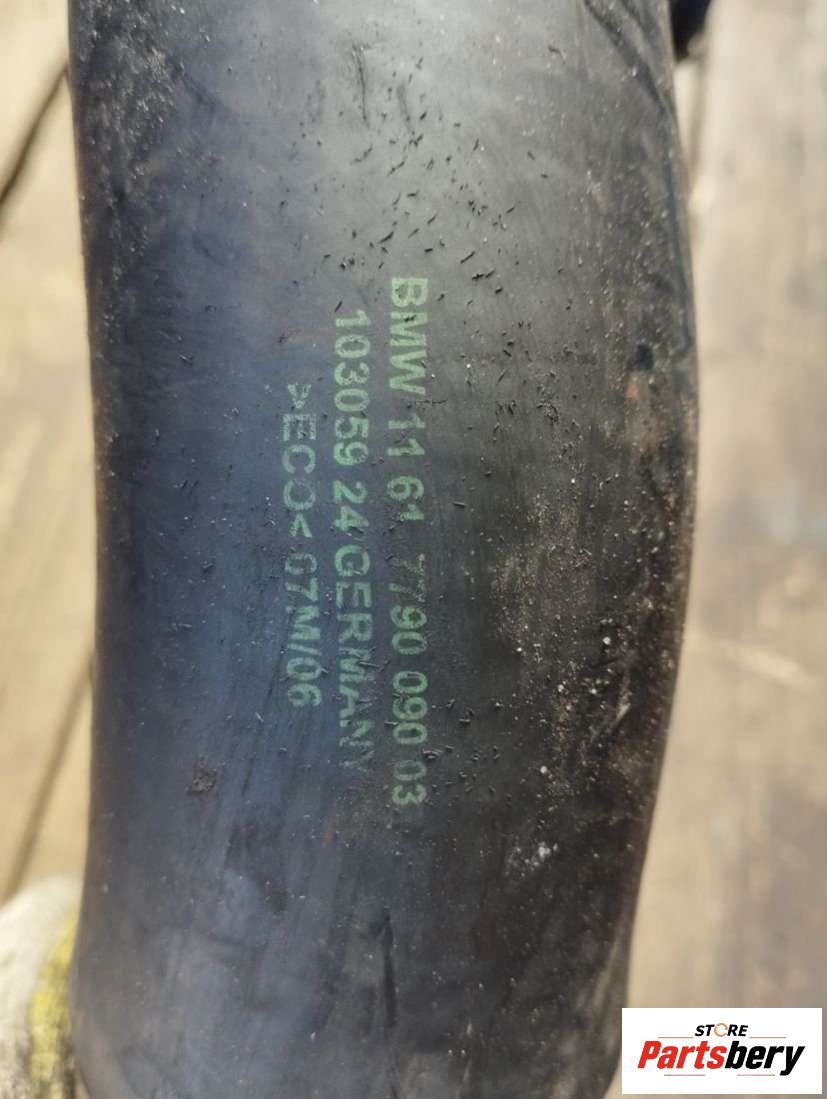 BMW 11 61 7790 090 03
103059 24 GERMANY
>ECO< 07M/06
STORE
Partsbery